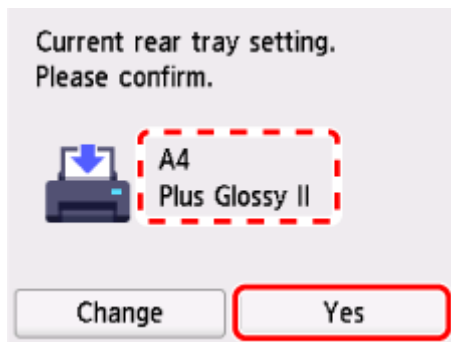 Current rear tray setting.
Please confirm.
A4
Plus Glossy II
Change
Yes